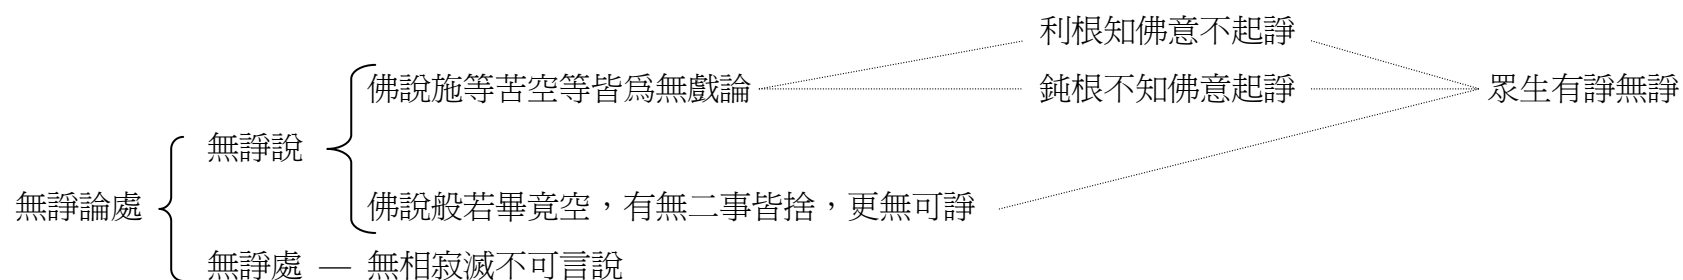 利根知佛意不起諍
佛說施等苦空等皆爲無戲論 鈍根不知佛意起諍 眾生有諍無諍
無諍說
無諍論處 佛說般若畢竟空，有無二事皆捨，更無可諍
無諍處 — 無相寂滅不可言說